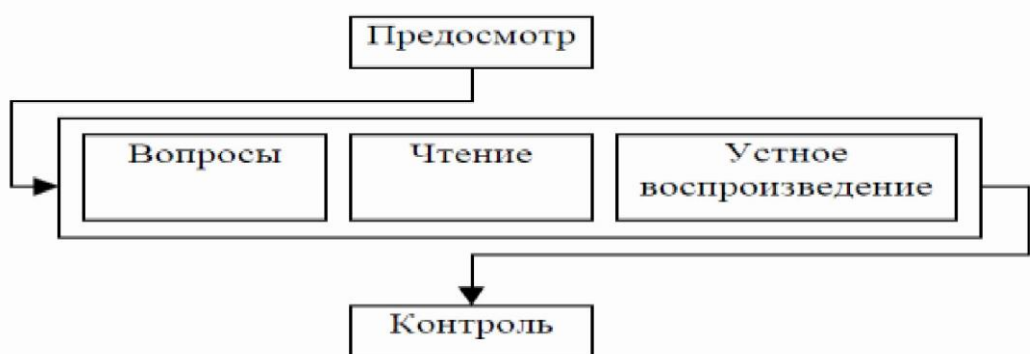 Предосмотр
Вопросы
Чтение
Устное
воспроизведение
Контроль